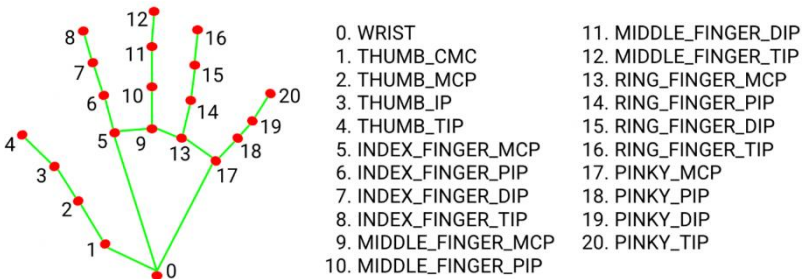 12
8
16
11
7
15
10
20
6
14
19
4
5
9
13
18
3
17
2
1
0
0. WRIST
1. THUMB_CMC
2. THUMB_MCP
3. THUMB_IP
4. THUMB_TIP
5. INDEX_FINGER_MCP
6. INDEX_FINGER_PIP
7. INDEX_FINGER_DIP
8. INDEX_FINGER_TIP
9. MIDDLE_FINGER_MCP
10. MIDDLE_FINGER_PIP
11. MIDDLE_FINGER_DIP
12. MIDDLE_FINGER_TIP
13. RING_FINGER_MCP
14. RING_FINGER_PIP
15. RING_FINGER_DIP
16. RING_FINGER_TIP
17. PINKY_MCP
18. PINKY_PIP
19. PINKY_DIP
20. PINKY_TIP